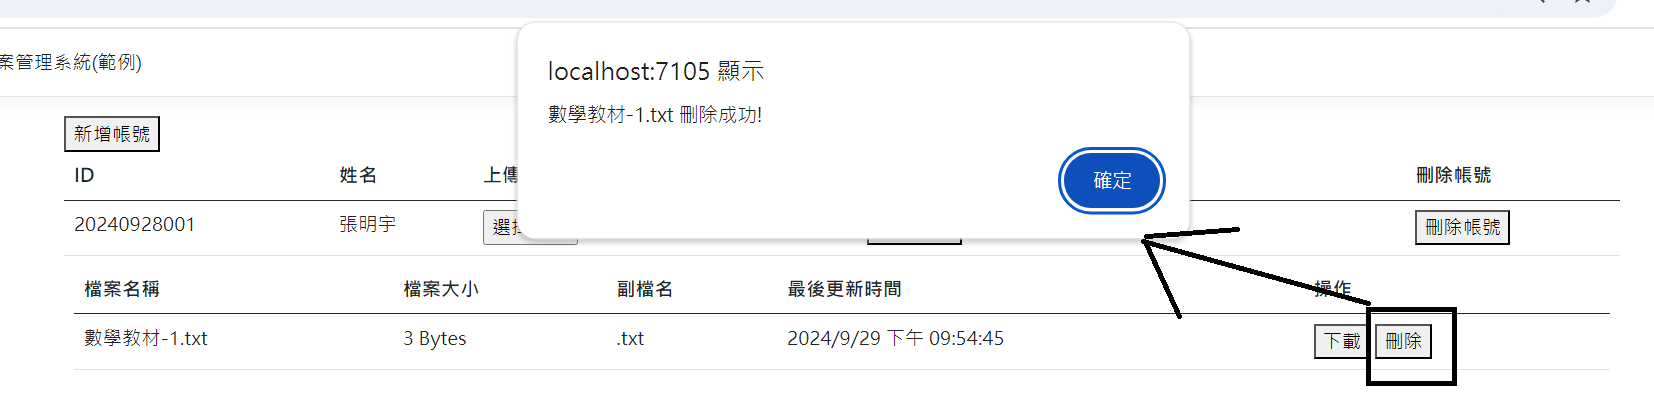 案管理系統(範例)
localhost:7105 顯示
數學教材-1.txt 刪除成功!
確定
新增帳號
ID 姓名 上傳 刪除帳號
20240928001 張明宇 選擇 刪除帳號
檔案名稱 檔案大小 副檔名 最後更新時間 操作
數學教材-1.txt 3 Bytes .txt 2024/9/29 下午 09:54:45 下載 刪除